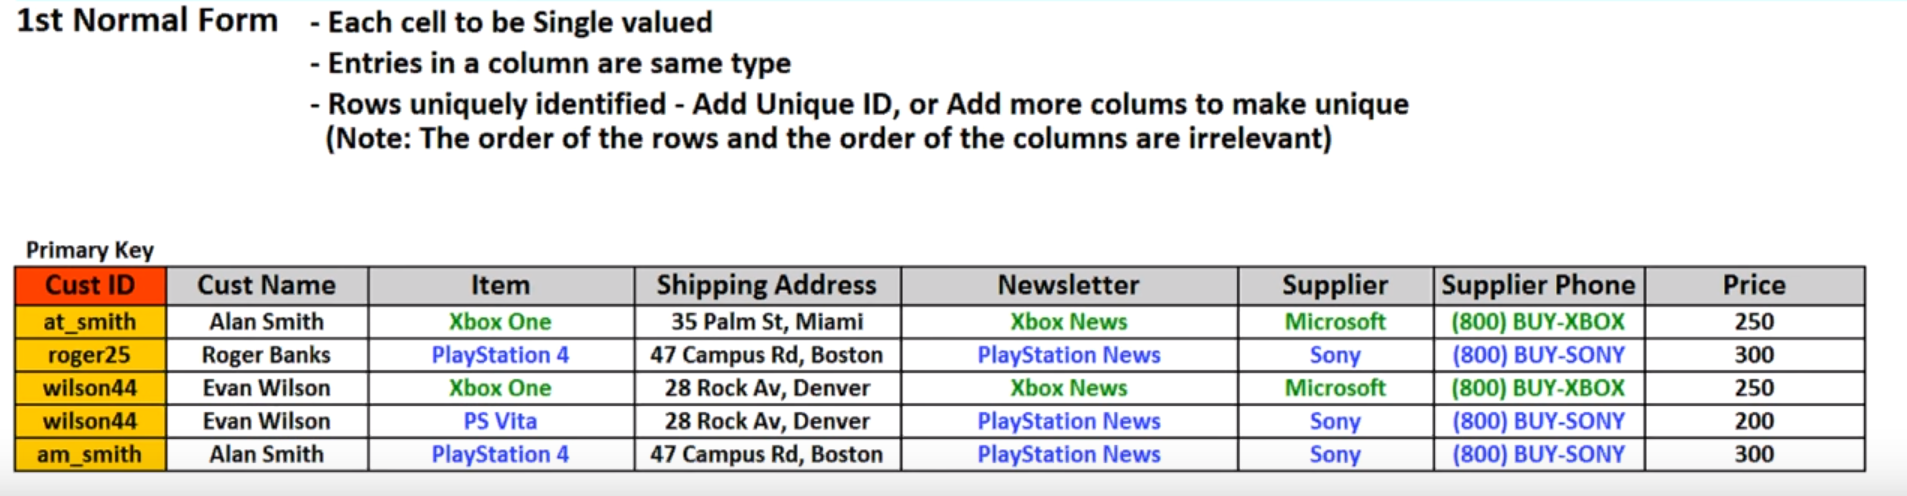 1st Normal Form - Each cell to be Single valued
- Entries in a column are same type
- Rows uniquely identified - Add Unique ID, or Add more colums to make unique
(Note: The order of the rows and the order of the columns are irrelevant)
Primary Key
Cust ID Cust Name Item Shipping Address Newsletter Supplier Supplier Phone Price
at_smith Alan Smith Xbox One 35 Palm St, Miami Xbox News Microsoft (800) BUY-XBOX 250
roger25 Roger Banks PlayStation 4 47 Campus Rd, Boston PlayStation News Sony (800) BUY-SONY 300
wilson44 Evan Wilson Xbox One 28 Rock Av, Denver Xbox News Microsoft (800) BUY-XBOX 250
wilson44 Evan Wilson PS Vita 28 Rock Av, Denver PlayStation News Sony (800) BUY-SONY 200
am_smith Alan Smith PlayStation 4 47 Campus Rd, Boston PlayStation News Sony (800) BUY-SONY 300